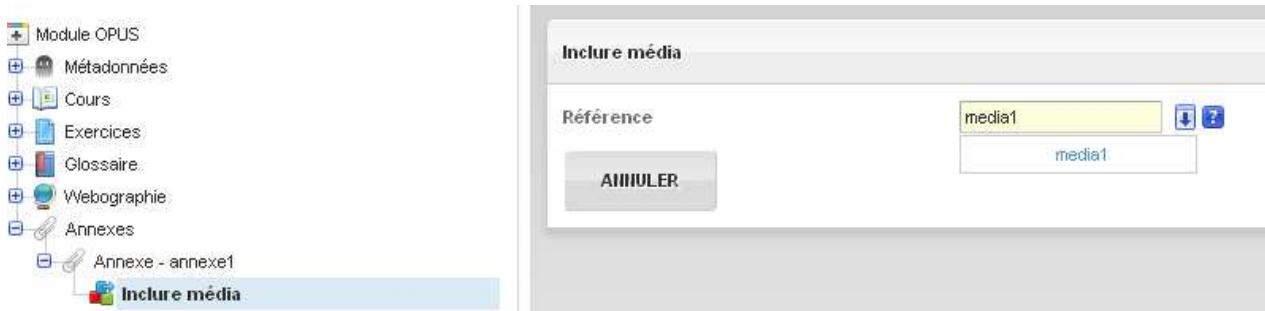 Module OPUS
Métadonnées
Cours
Exercices
Glossaire
Webographie
Annexes
Annexe - annexe1
Inclure média
Inclure média
Référence
media1
media1
ANNULER